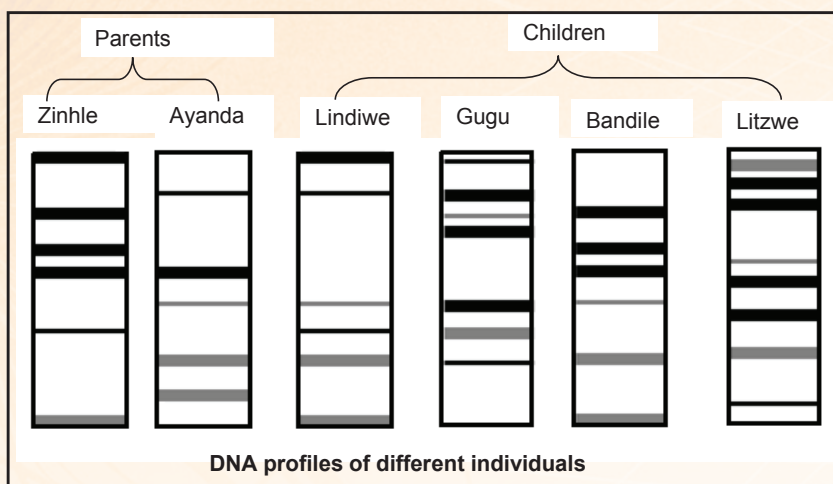 Parents
Children
Zinhle
Ayanda
Lindiwe
Gugu
Bandile
Litzwe
DNA profiles of different individuals